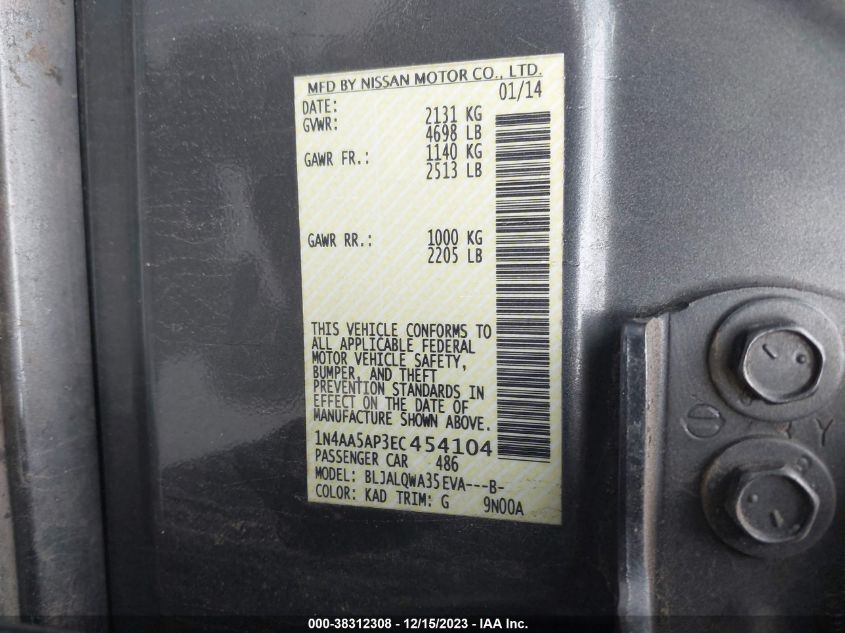 MFD BY NISSAN MOTOR CO., LTD.
DATE: 01/14
GVWR: 2131 KG
4698 LB
GAWR FR.: 1140 KG
2513 LB
GAWR RR.: 1000 KG
2205 LB
THIS VEHICLE CONFORMS TO
ALL APPLICABLE FEDERAL
MOTOR VEHICLE SAFETY,
BUMPER, AND THEFT
PREVENTION STANDARDS IN
EFFECT ON THE DATE OF
MANUFACTURE SHOWN ABOVE.
1N4AA5AP3EC454104
PASSENGER CAR 486
MODEL: BLJALQWA35EVA---B-
COLOR: KAD TRIM: G 9N00A
000-38312308 - 12/15/2023 - IAA Inc.